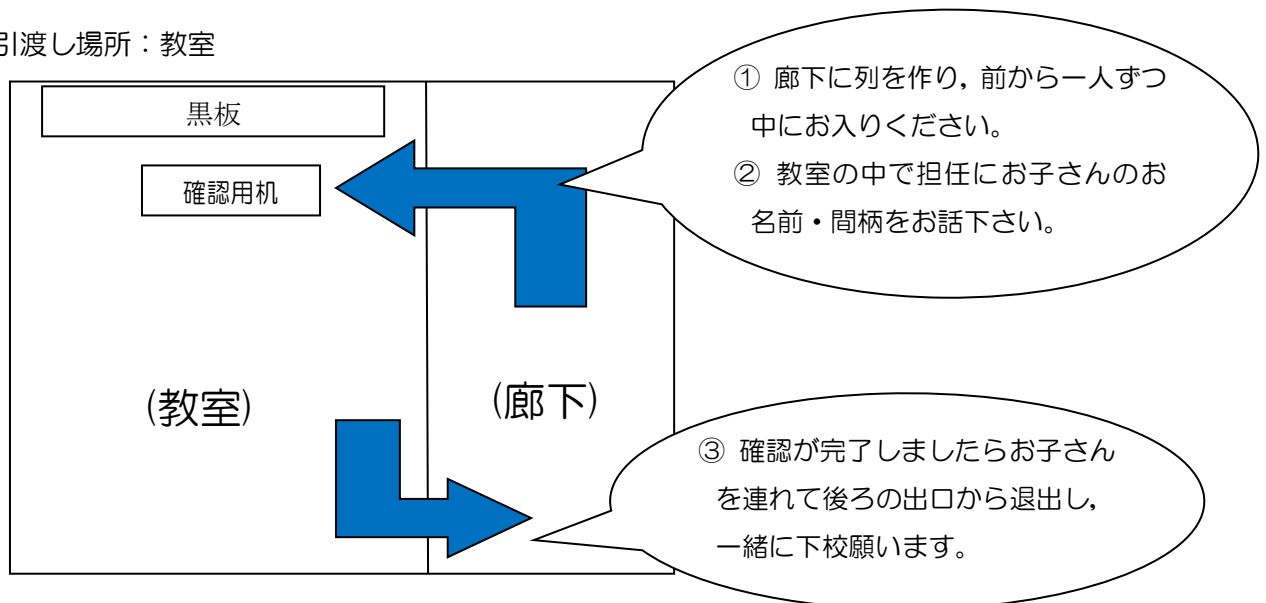 引渡し場所：教室
黒板
確認用机
① 廊下に列を作り，前から一人ずつ
中にお入りください。
② 教室の中で担任にお子さんのお
名前・間柄をお話下さい。
(教室)
(廊下)
③ 確認が完了しましたらお子さん
を連れて後ろの出口から退出し，
一緒に下校願います。